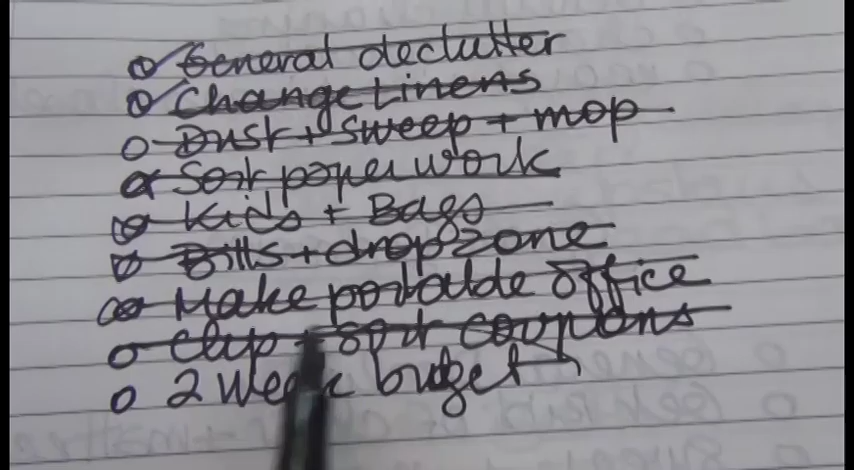 General declutter
Change Linens
Dust + sweep + mop
Sort paper work
Kids + Bags
Bills + drop zone
Make portable office
Clip + sort coupons
2 week budget